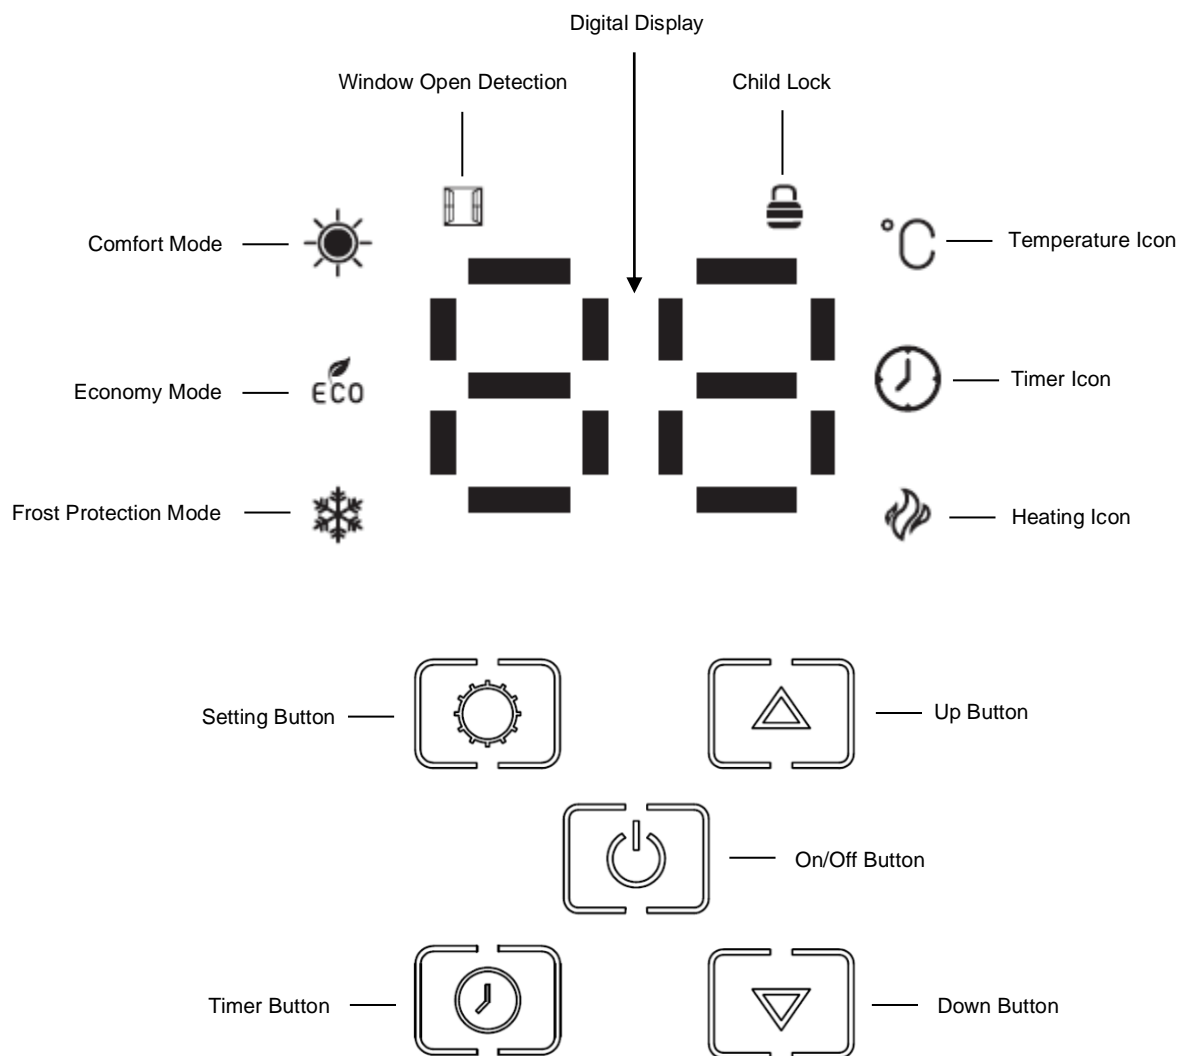 Digital Display
Window Open Detection
Child Lock
Comfort Mode
°C
Temperature Icon
Economy Mode
ECO
Timer Icon
Frost Protection Mode
Heating Icon
Setting Button
Up Button
On/Off Button
Timer Button
Down Button